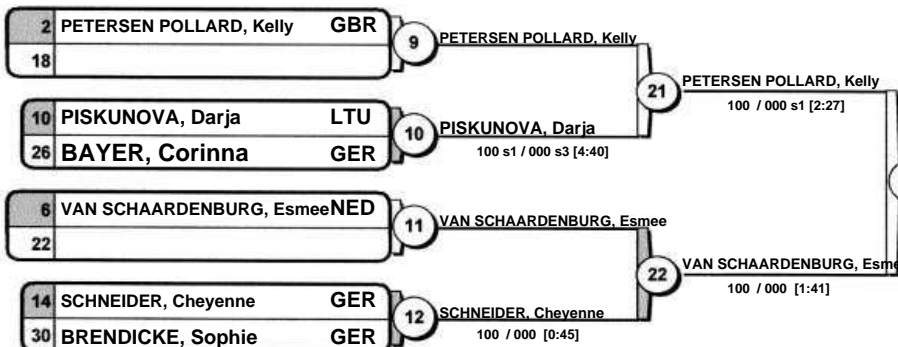 2 PETERSEN POLLARD, Kelly GBR
18
9
PETERSEN POLLARD, Kelly
10 PISKUNOVA, Darja LTU
26 BAYER, Corinna GER
10
PISKUNOVA, Darja
100 s1 / 000 s3 [4:40]
21
PETERSEN POLLARD, Kelly
100 / 000 s1 [2:27]
6 VAN SCHAARDENBURG, Esmee NED
22
11
VAN SCHAARDENBURG, Esmee
14 SCHNEIDER, Cheyenne GER
30 BRENDICKE, Sophie GER
12
SCHNEIDER, Cheyenne
100 / 000 [0:45]
22
VAN SCHAARDENBURG, Esme
100 / 000 [1:41]